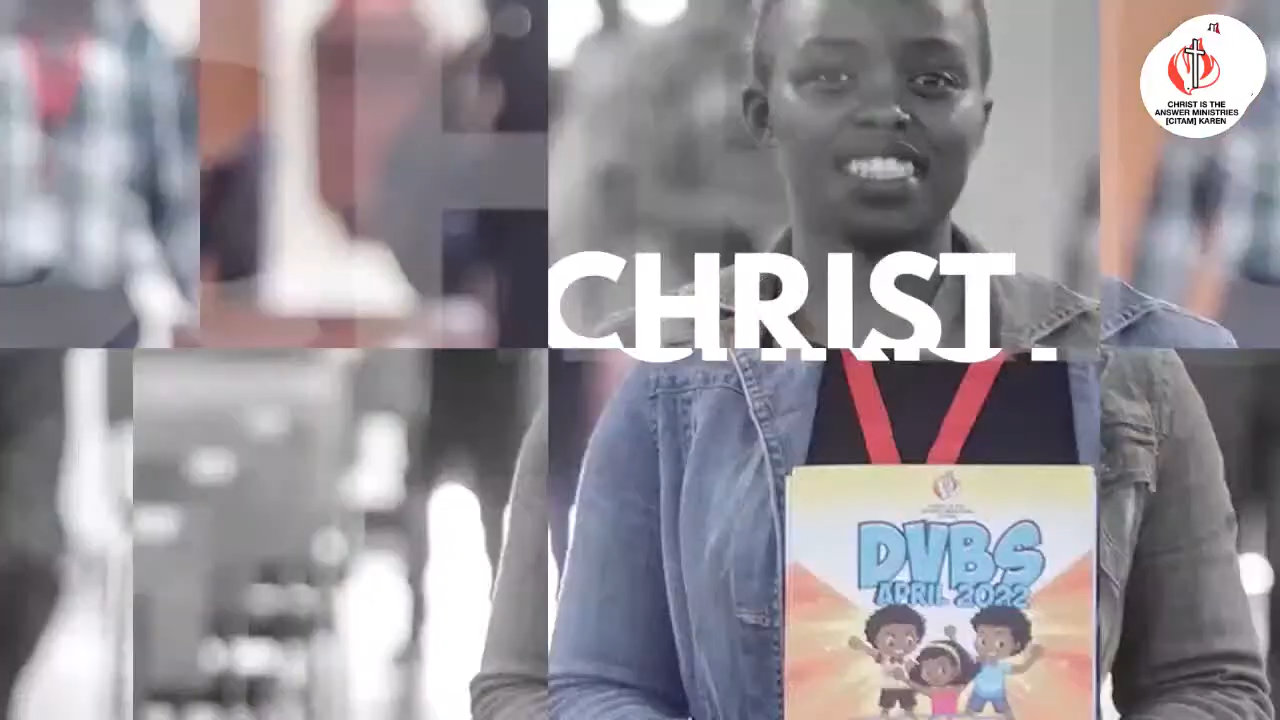 CHRIST IS THE
ANSWER MINISTRIES
[CITAM] KAREN
CHRIST
DVBS
APRIL 2022